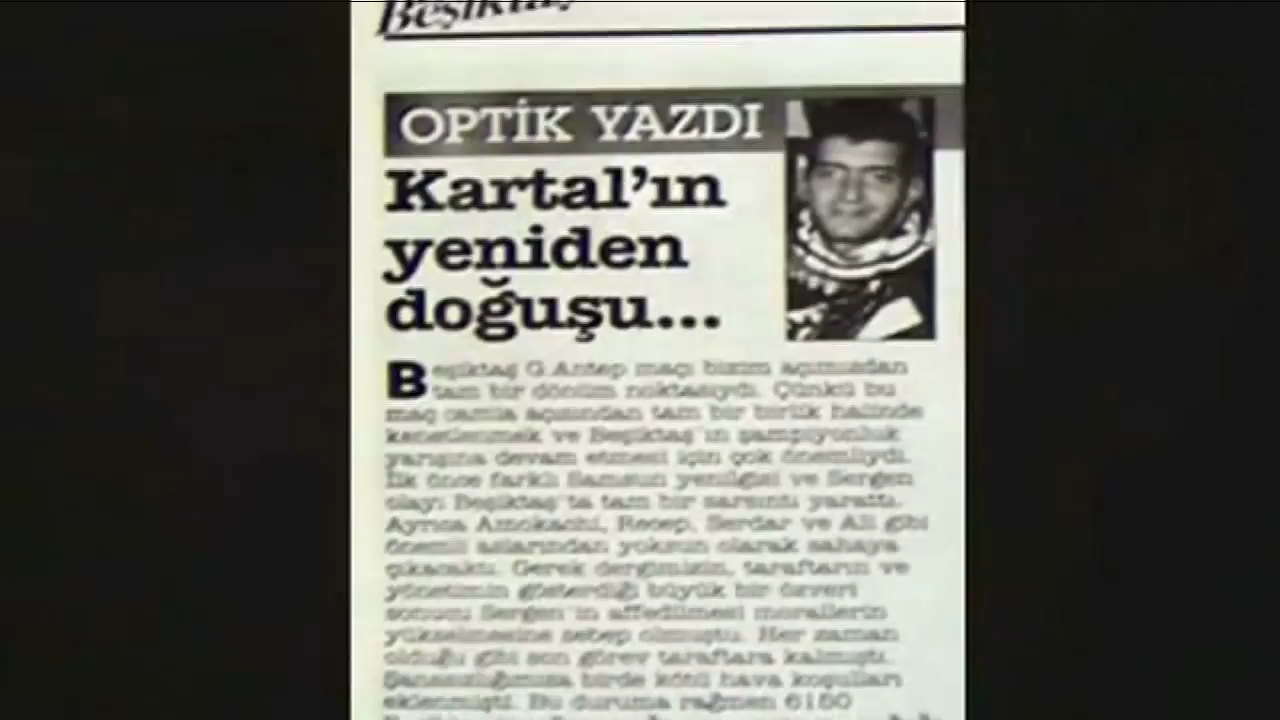 Beşiktaş
OPTİK YAZDI
Kartal’ın
yeniden
doğuşu...
Beşiktaş G.Antep maçı bizim açımızdan
tam bir dönüm noktasıydı. Çünkü bu
maç camia açısından tam bir birlik halinde
kenetlenmek ve Beşiktaş'ın şampiyonluk
yarışına devam etmesi için çok önemliydi.
İlk önce farklı Samsun yenilgisi ve Sergen
olayı Beşiktaş'ta tam bir sarsıntı yarattı.
Ayrıca Amokachi, Recep, Serdar ve Ali gibi
önemli aslarından yoksun olarak sahaya
çıkacaktı. Gerek dergimizin, taraftarın ve
yönetimin gösterdiği büyük bir özveri
sonucu Sergen'in affedilmesi morallerin
yükselmesine sebep olmuştu. Her zaman
olduğu gibi son görev taraftara kalmıştı.
Şanssızlığımıza birde kötü hava koşulları
eklenmişti. Bu duruma rağmen 6150